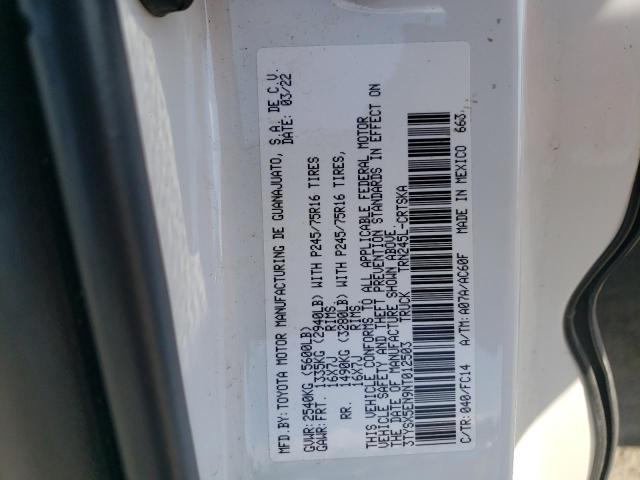 MFD.BY: TOYOTA MOTOR MANUFACTURING DE GUANAJUATO, S.A. DE C.V.
DATE: 03/22
GVWR: 2540KG (5600LB)
GAWR: FRT. 1335KG (2940LB) WITH P245/75R16 TIRES
16X7J RIMS.
RR. 1490KG (3280LB) WITH P245/75R16 TIRES,
16X7J RIMS.
THIS VEHICLE CONFORMS TO ALL APPLICABLE FEDERAL MOTOR
VEHICLE SAFETY AND THEFT PREVENTION STANDARDS IN EFFECT ON
THE DATE OF MANUFACTURE SHOWN ABOVE.
3TYSX5EN9NT012503 TRUCK TRN245L-CRTSKA
C/TR: 040/FC14 A/TM: A07A/AC60F MADE IN MEXICO 663